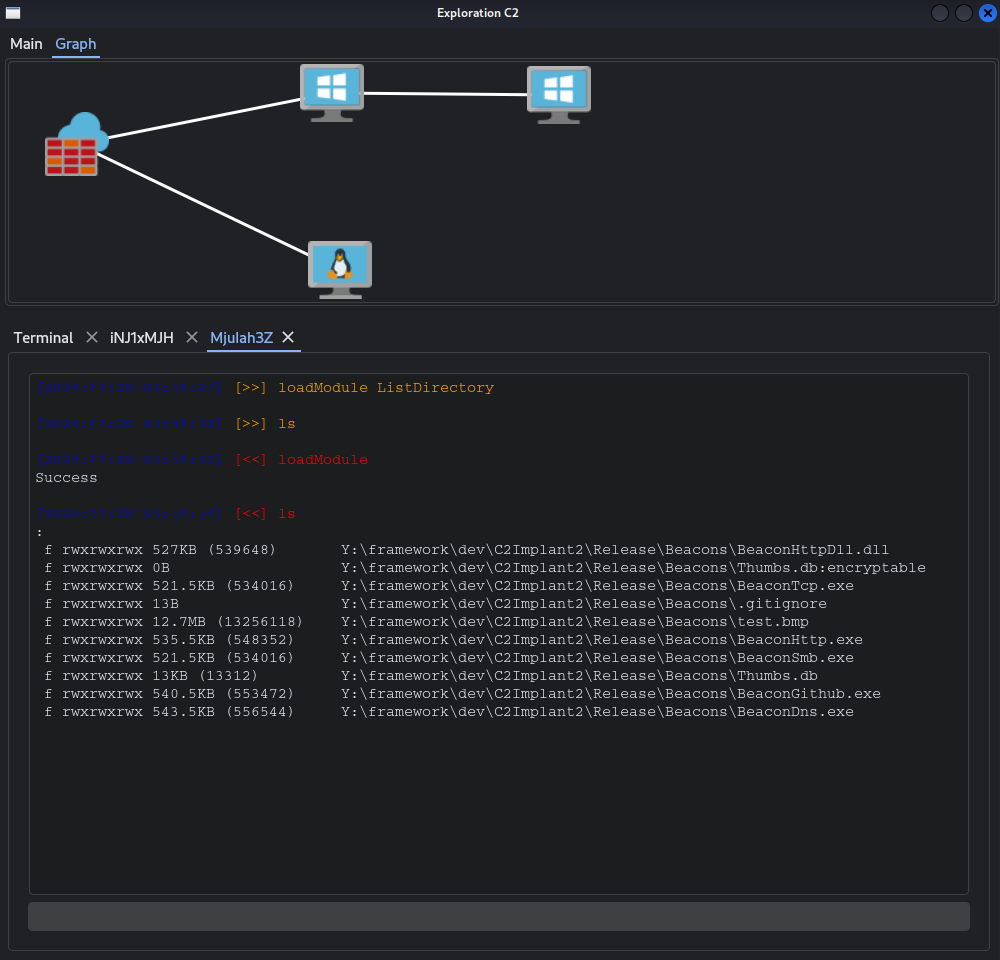 Exploration C2
Main Graph
Terminal iNJ1xMJH Mjulah3Z
[>>] loadModule ListDirectory
[>>] ls
[<<] loadModule
Success
[<<] ls
:
f rwxrwxrwx 527KB (539648) Y:\framework\dev\C2Implant2\Release\Beacons\BeaconHttpDll.dll
f rwxrwxrwx 0B Y:\framework\dev\C2Implant2\Release\Beacons\Thumbs.db:encryptable
f rwxrwxrwx 521.5KB (534016) Y:\framework\dev\C2Implant2\Release\Beacons\BeaconTcp.exe
f rwxrwxrwx 13B Y:\framework\dev\C2Implant2\Release\Beacons\.gitignore
f rwxrwxrwx 12.7MB (13256118) Y:\framework\dev\C2Implant2\Release\Beacons\test.bmp
f rwxrwxrwx 535.5KB (548352) Y:\framework\dev\C2Implant2\Release\Beacons\BeaconHttp.exe
f rwxrwxrwx 521.5KB (534016) Y:\framework\dev\C2Implant2\Release\Beacons\BeaconSmb.exe
f rwxrwxrwx 13KB (13312) Y:\framework\dev\C2Implant2\Release\Beacons\Thumbs.db
f rwxrwxrwx 540.5KB (553472) Y:\framework\dev\C2Implant2\Release\Beacons\BeaconGithub.exe
f rwxrwxrwx 543.5KB (556544) Y:\framework\dev\C2Implant2\Release\Beacons\BeaconDns.exe